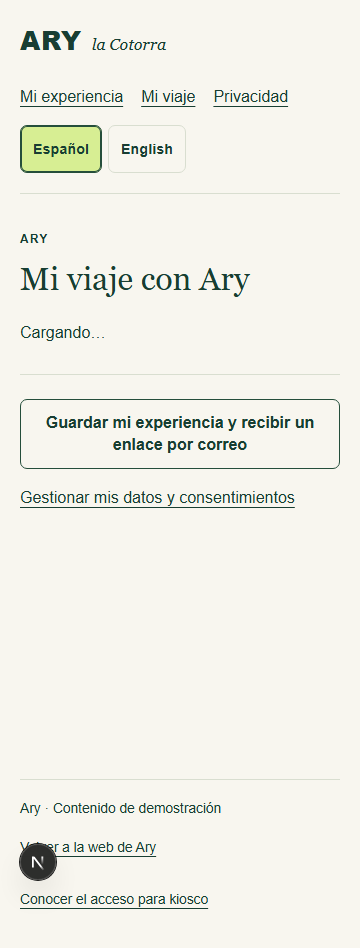 ARY la Cotorra
Mi experiencia Mi viaje Privacidad
Español English
ARY
Mi viaje con Ary
Cargando…
Guardar mi experiencia y recibir un
enlace por correo
Gestionar mis datos y consentimientos
Ary · Contenido de demostración
a la web de Ary
N
Conocer el acceso para kiosco